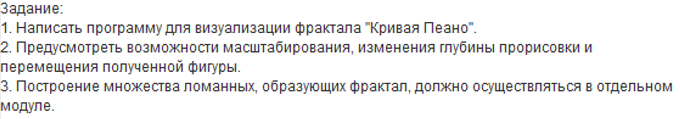 Задание:
1. Написать программу для визуализации фрактала "Кривая Пеано".
2. Предусмотреть возможности масштабирования, изменения глубины прорисовки и
перемещения полученной фигуры.
3. Построение множества ломанных, образующих фрактал, должно осуществляться в отдельном
модуле.